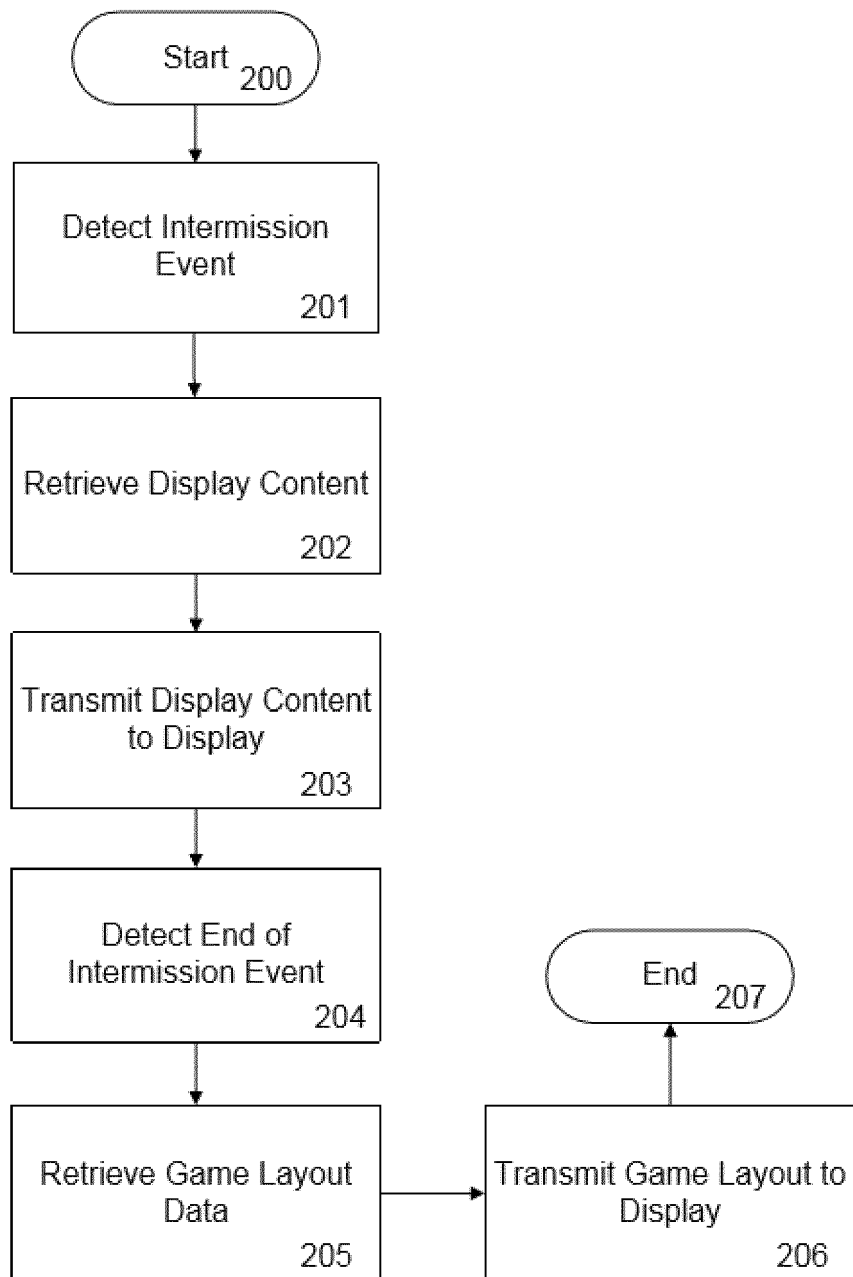 Start
200
Detect Intermission
Event
201
Retrieve Display Content
202
Transmit Display Content
to Display
203
Detect End of
Intermission Event
204
Retrieve Game Layout
Data
205
Transmit Game Layout to
Display
206
End
207